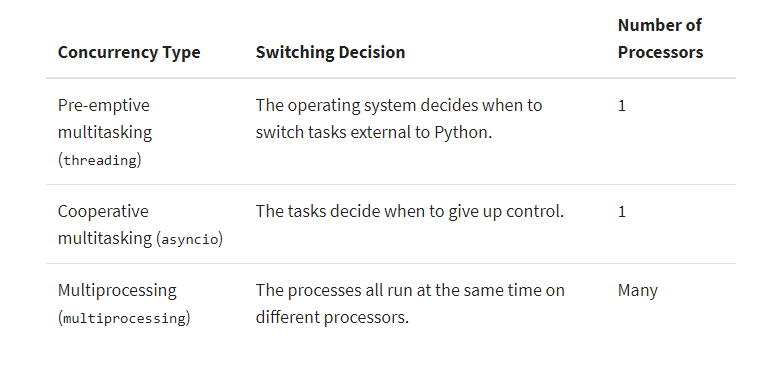 Concurrency Type Switching Decision Number of
Processors
Pre-emptive
multitasking
(threading)
The operating system decides when to
switch tasks external to Python.
1
Cooperative
multitasking (asyncio)
The tasks decide when to give up control.
1
Multiprocessing
(multiprocessing)
The processes all run at the same time on
different processors.
Many